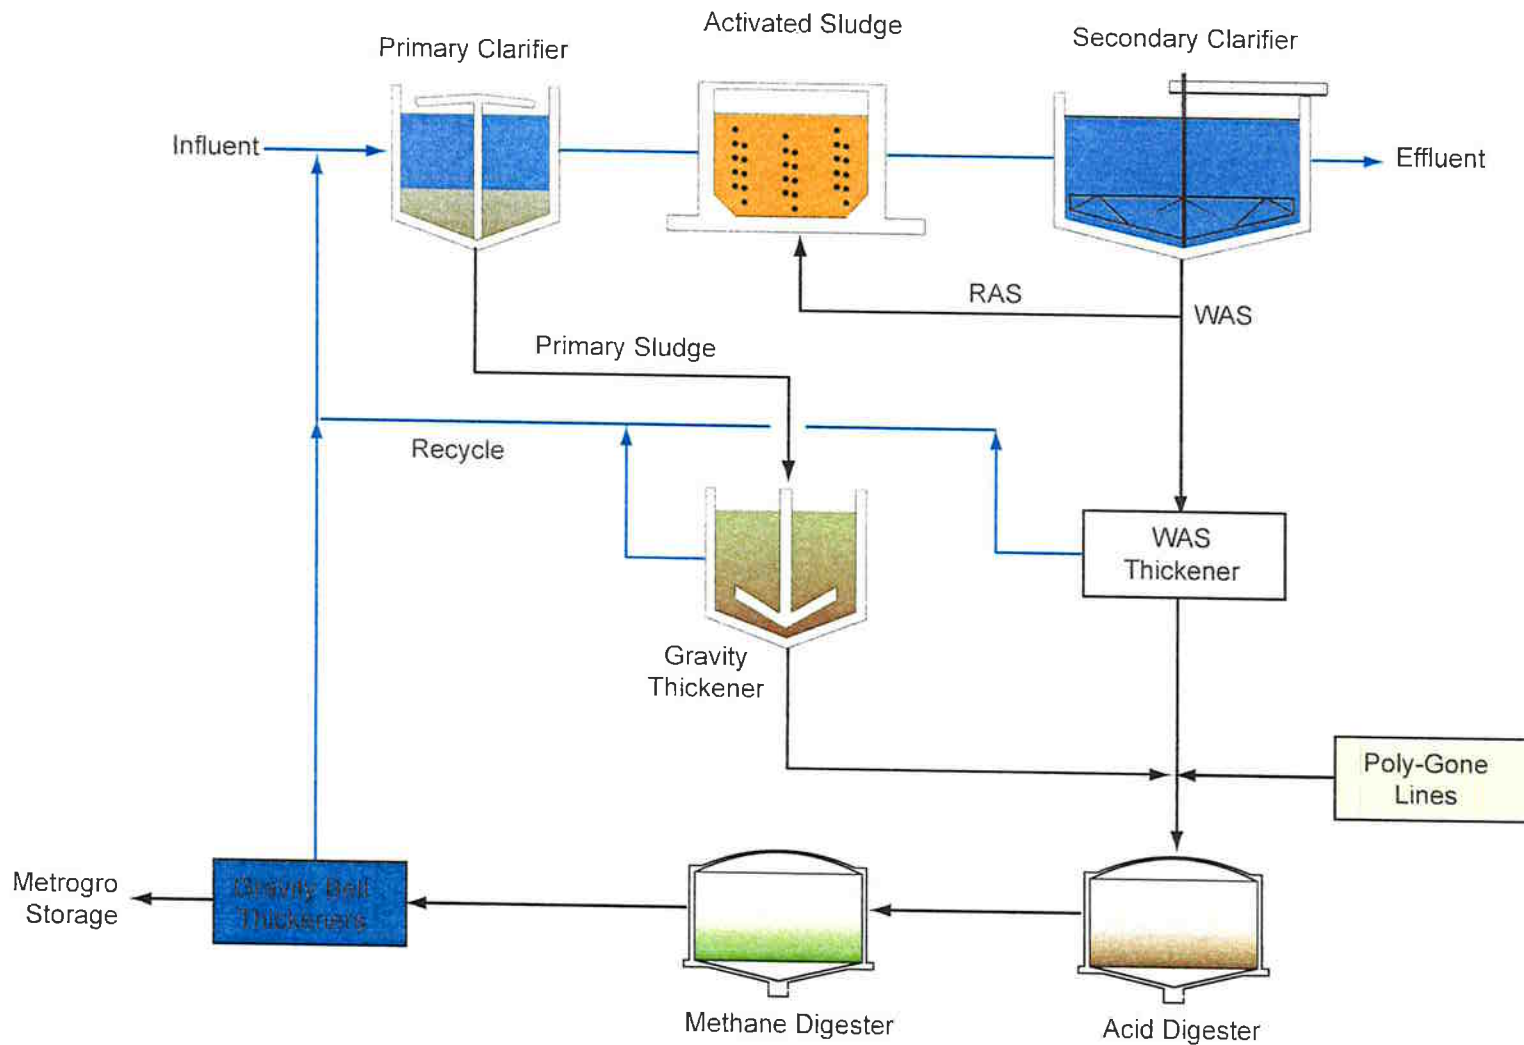 Activated Sludge
Primary Clarifier
Secondary Clarifier
Influent
Effluent
RAS
WAS
Primary Sludge
Recycle
WAS
Thickener
Gravity
Thickener
Poly-Gone
Lines
Metrogro
Storage
Gravity Belt
Thickeners
Methane Digester
Acid Digester